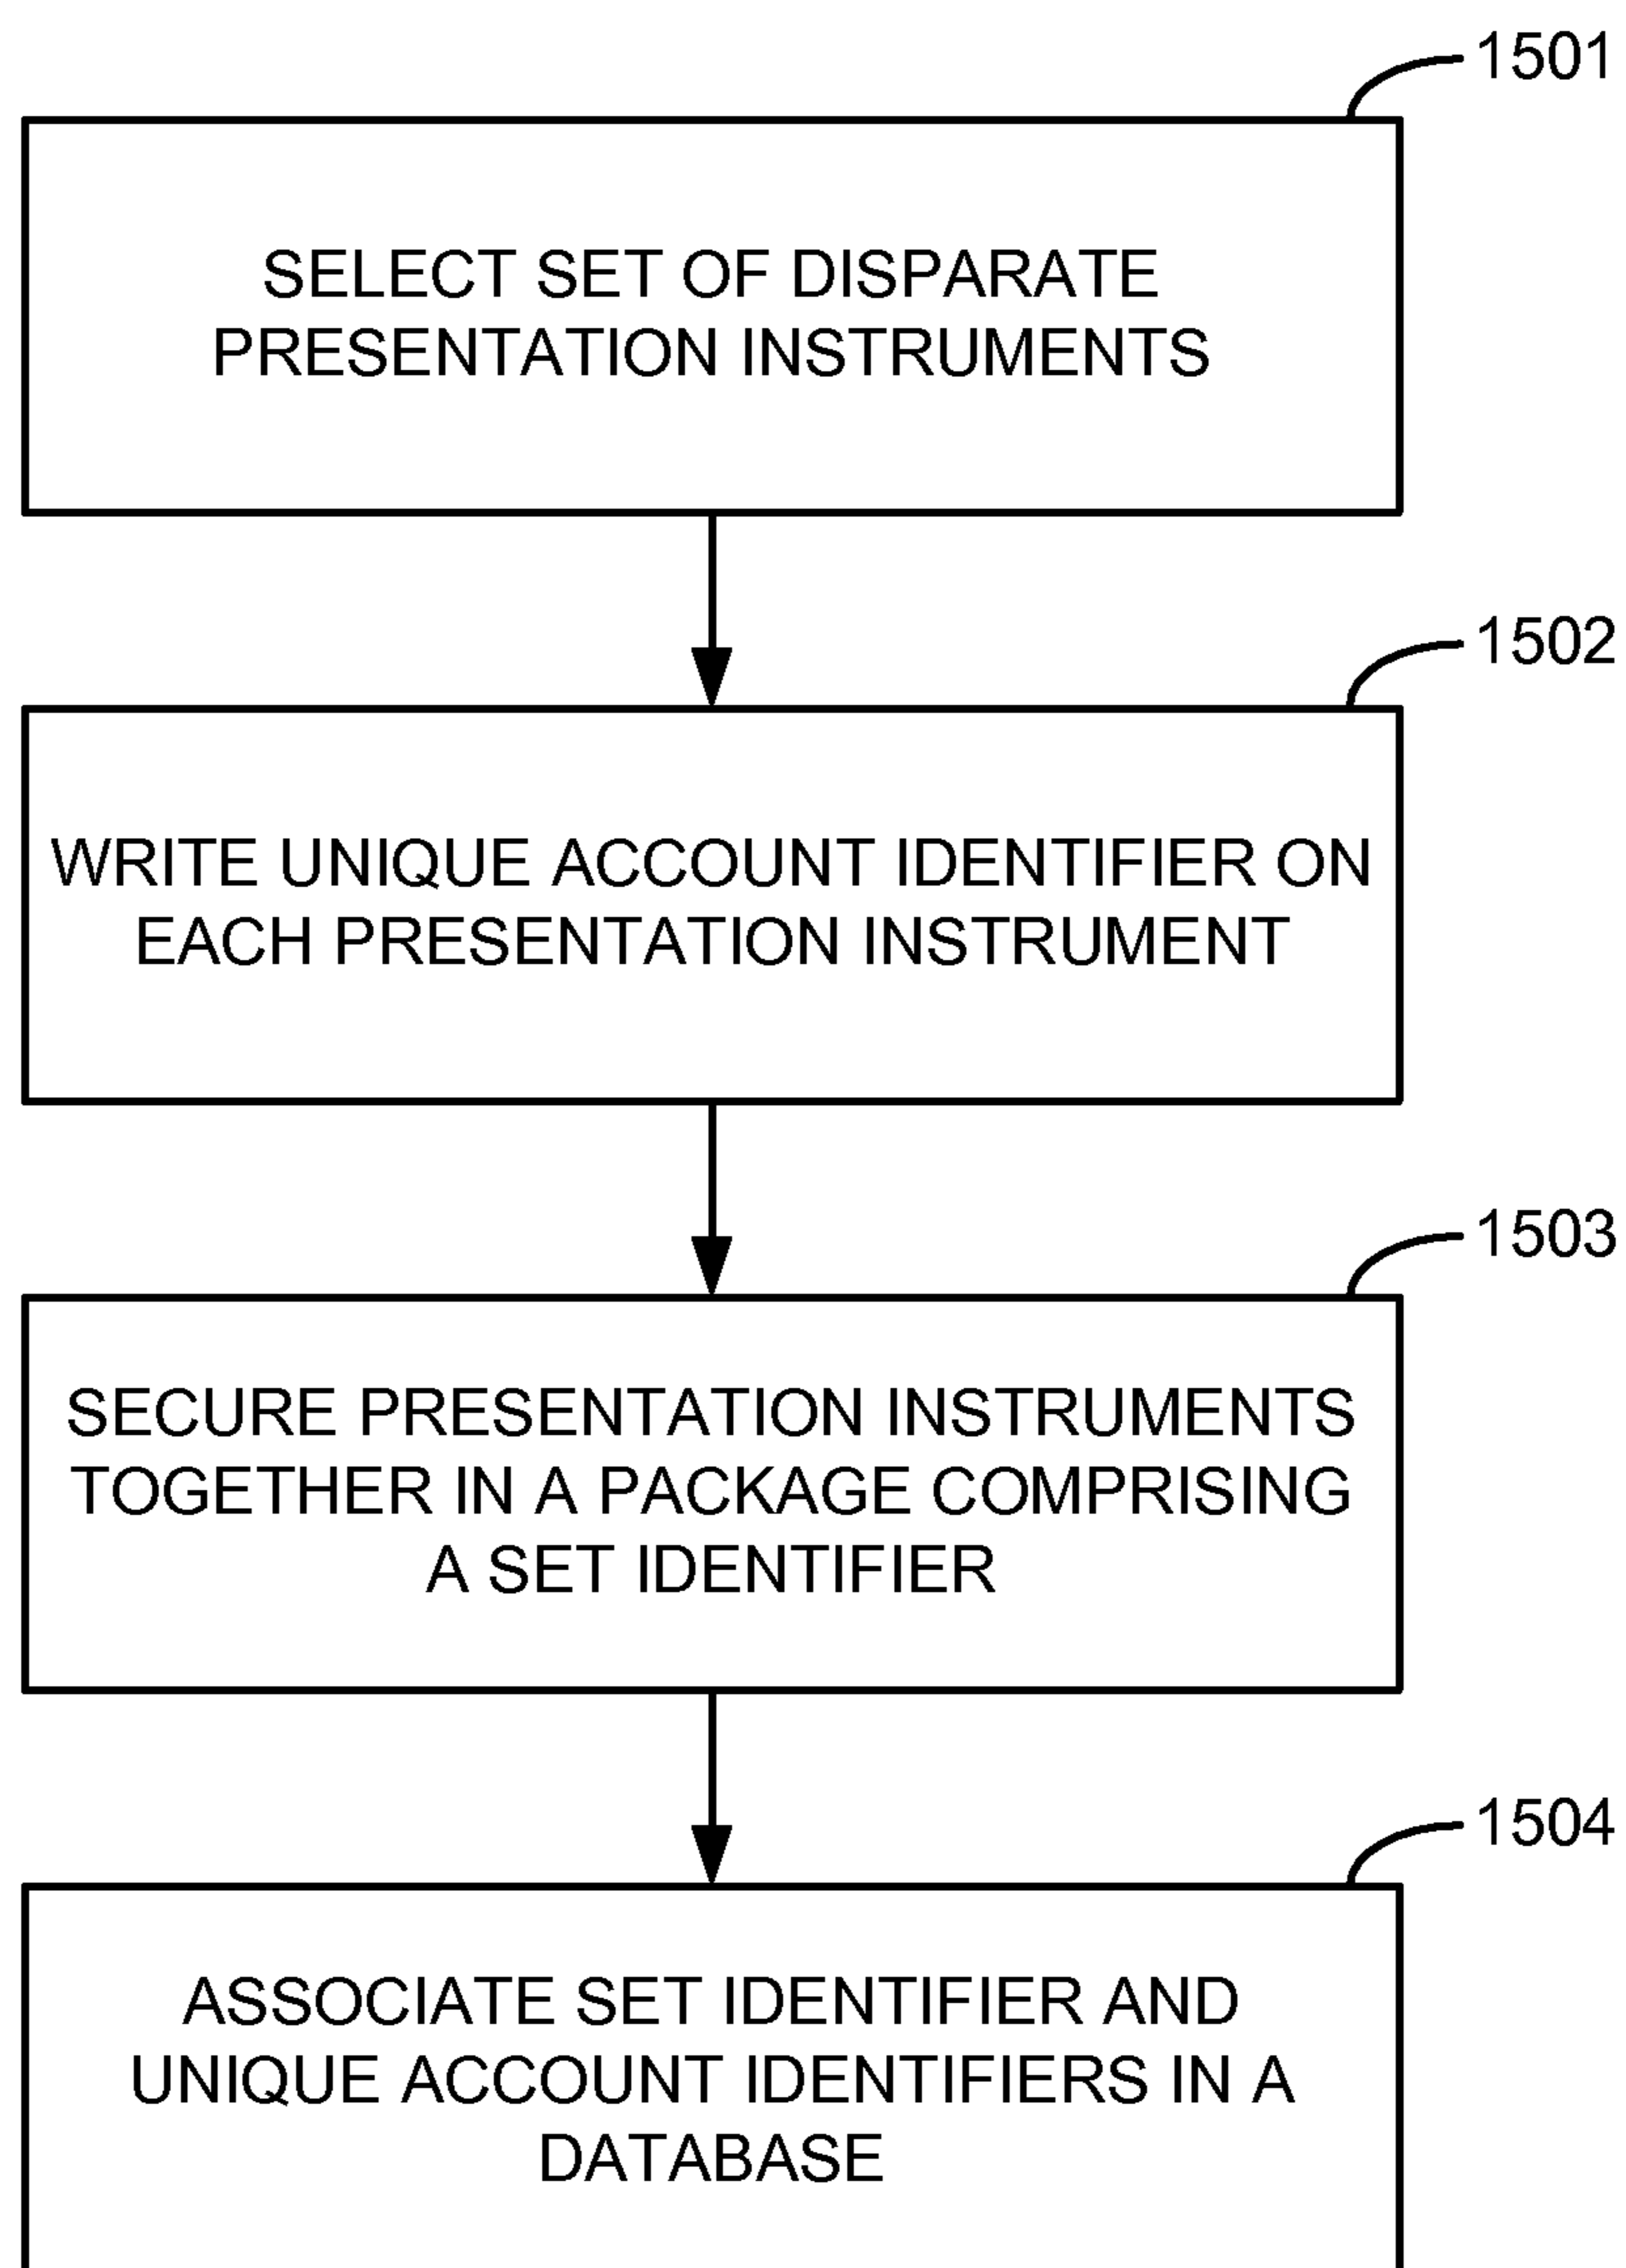 1501
SELECT SET OF DISPARATE
PRESENTATION INSTRUMENTS
1502
WRITE UNIQUE ACCOUNT IDENTIFIER ON
EACH PRESENTATION INSTRUMENT
1503
SECURE PRESENTATION INSTRUMENTS
TOGETHER IN A PACKAGE COMPRISING
A SET IDENTIFIER
1504
ASSOCIATE SET IDENTIFIER AND
UNIQUE ACCOUNT IDENTIFIERS IN A
DATABASE